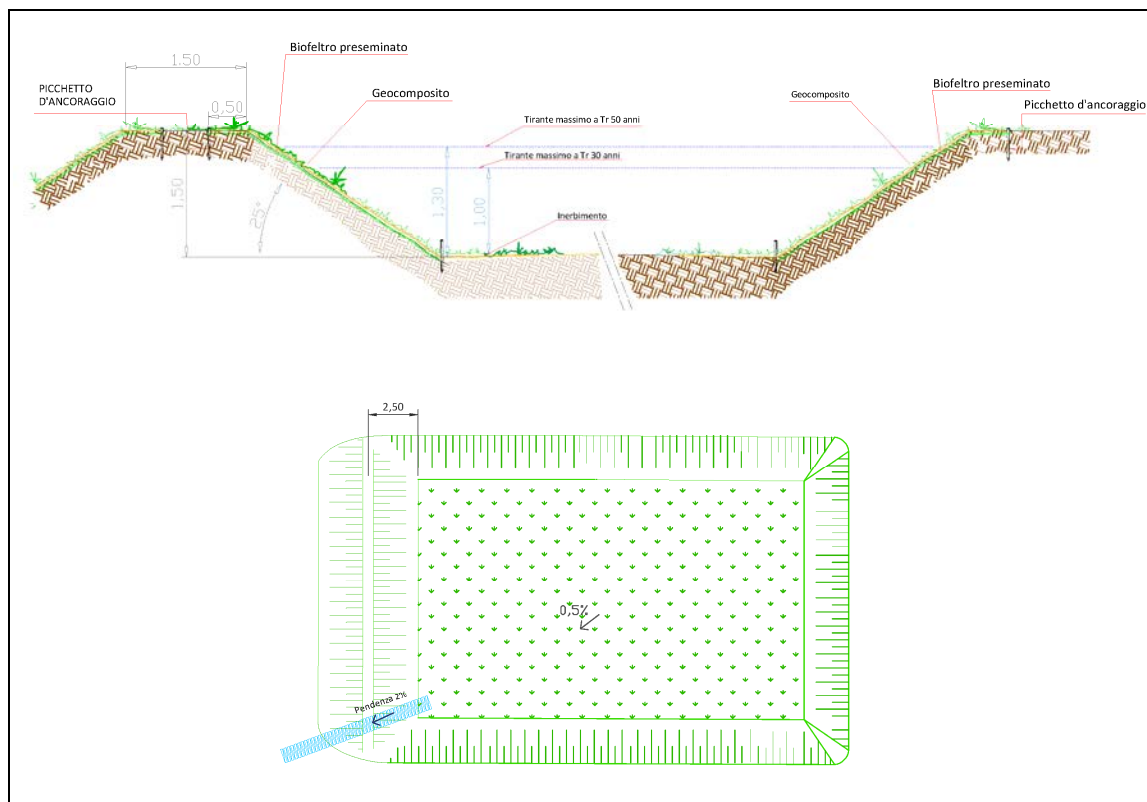 Biofeltro preseminato
1.50
PICCHETTO
D'ANCORAGGIO
0,50
Geocomposito
Geocomposito
Biofeltro preseminato
Picchetto d'ancoraggio
Tirante massimo a Tr 50 anni
Tirante massimo a Tr 30 anni
1,50
25°
1,30
1,00
Inerbimento
2,50
0,5%
Pendenza 2%